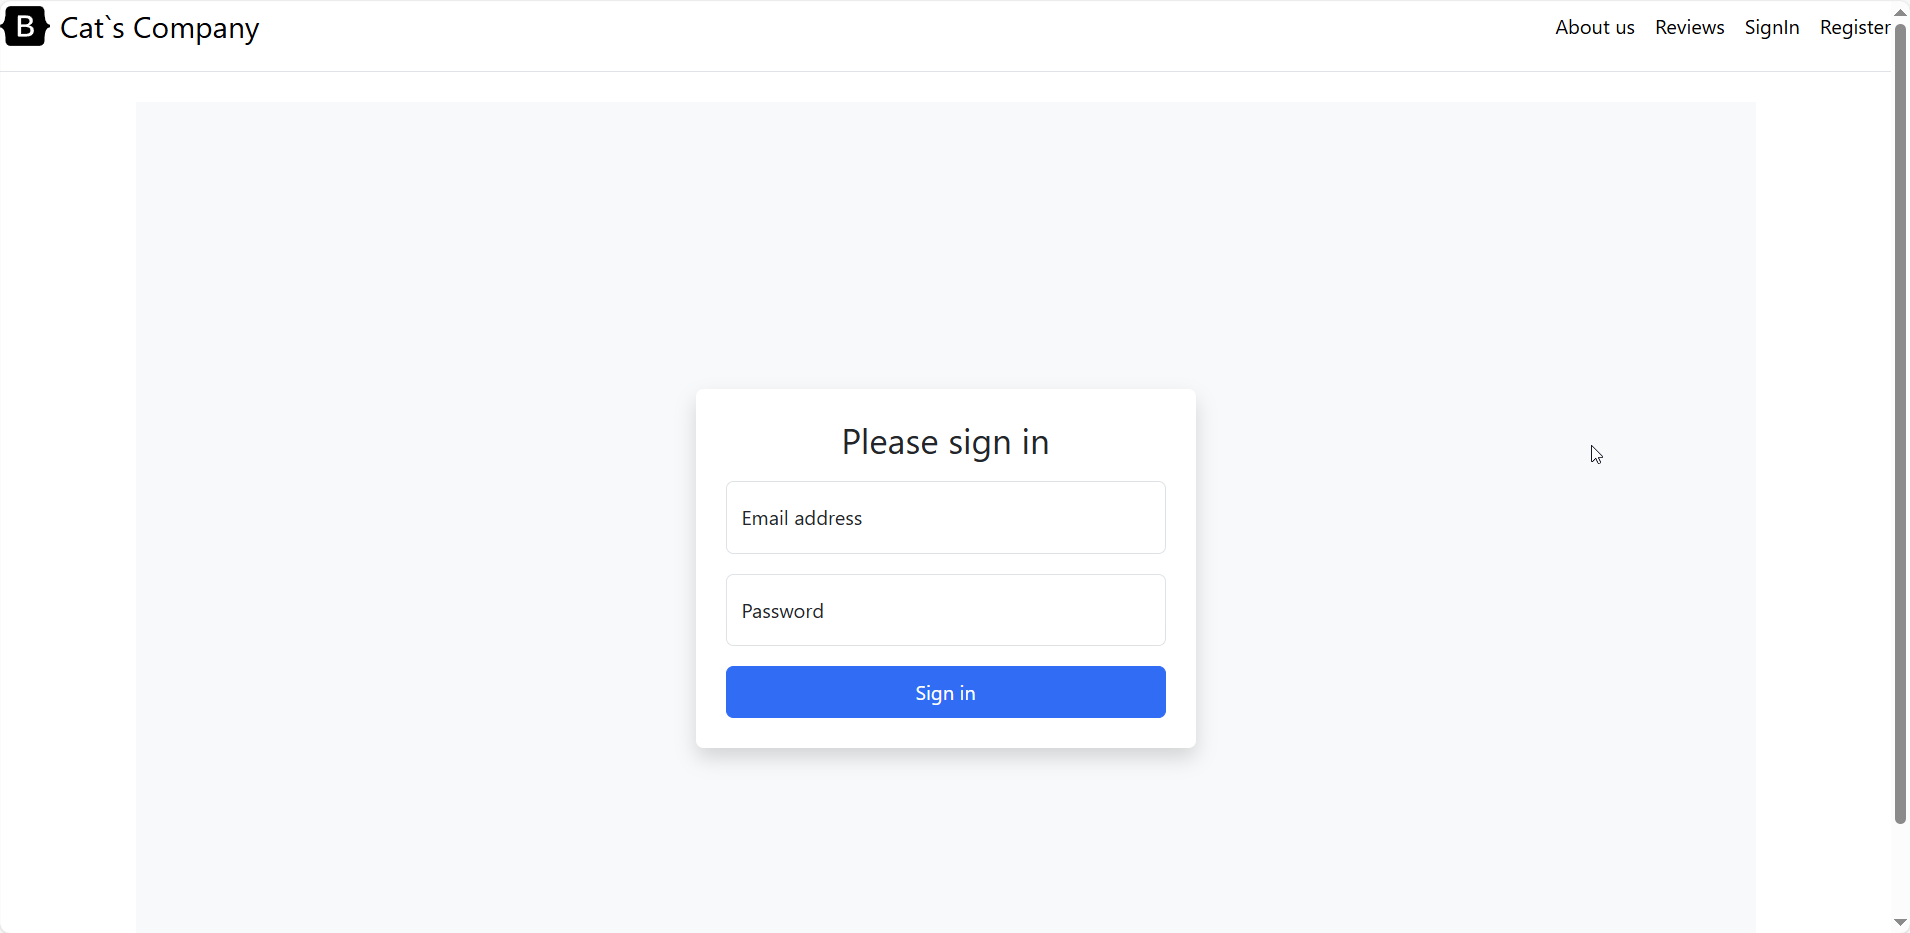 B Cat`s Company
About us Reviews SignIn Register
Please sign in
Email address
Password
Sign in